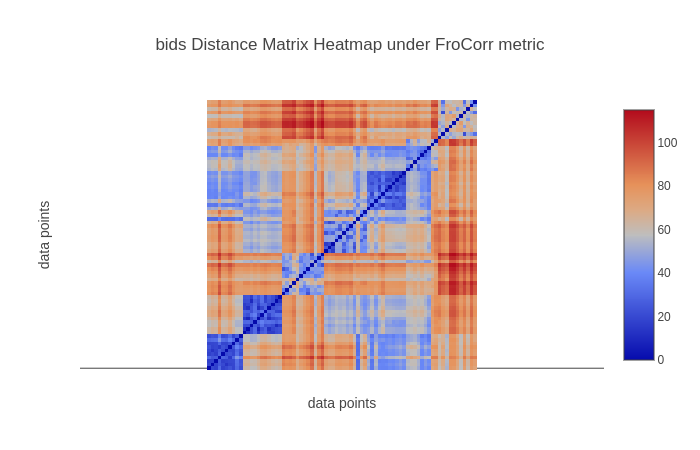 bids Distance Matrix Heatmap under FroCorr metric
100
80
60
40
20
0
data points
data points